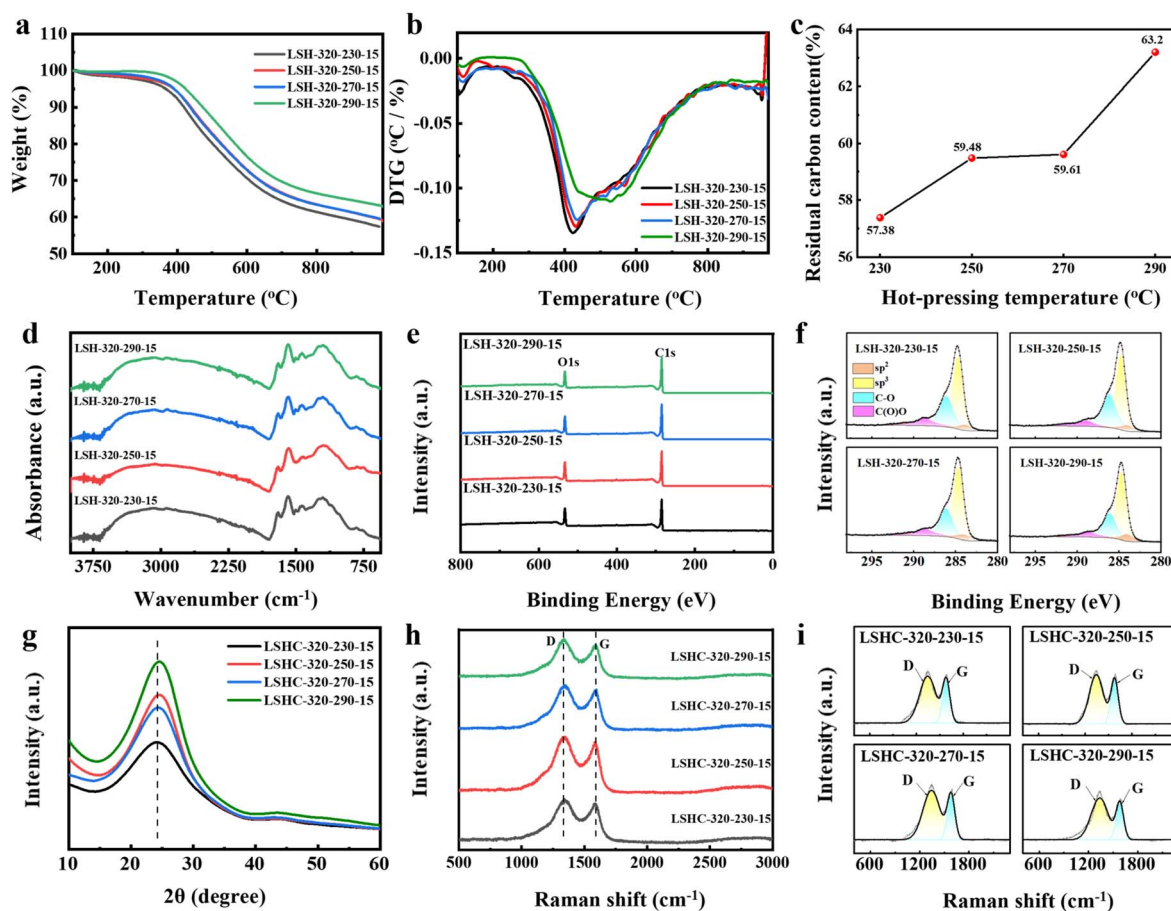 a
LSH-320-230-15
LSH-320-250-15
LSH-320-270-15
LSH-320-290-15
100
90
80
70
60
50
Weight (%)
200
400
600
800
Temperature (°C)
b
0.00
-0.05
-0.10
-0.15
DTG (°C / %)
LSH-320-230-15
LSH-320-250-15
LSH-320-270-15
LSH-320-290-15
200
400
600
800
Temperature (°C)
c
64
62
60
58
56
Residual carbon content(%)
57.38
59.48
59.61
63.2
230
250
270
290
Hot-pressing temperature (°C)
d
LSH-320-290-15
LSH-320-270-15
LSH-320-250-15
LSH-320-230-15
Absorbance (a.u.)
3750
3000
2250
1500
Wavenumber (cm-1)
e
LSH-320-290-15
O1s
C1s
LSH-320-270-15
LSH-320-250-15
LSH-320-230-15
Intensity (a.u.)
800
600
400
200
0
Binding Energy (eV)
f
LSH-320-230-15
sp2
sp3
C-O
C(O)O
LSH-320-250-15
LSH-320-270-15
LSH-320-290-15
Intensity (a.u.)
295
290
285
280
295
290
285
280
Binding Energy (eV)
g
LSHC-320-230-15
LSHC-320-250-15
LSHC-320-270-15
LSHC-320-290-15
Intensity (a.u.)
10
20
30
40
50
60
2θ (degree)
h
D
G
LSHC-320-290-15
LSHC-320-270-15
LSHC-320-250-15
LSHC-320-230-15
Intensity (a.u.)
500
1000
1500
2000
2500
3000
Raman shift (cm-1)
i
LSHC-320-230-15
D
G
LSHC-320-250-15
D
G
LSHC-320-270-15
D
G
LSHC-320-290-15
D
G
Intensity (a.u.)
600
1200
1800
600
1200
1800
Raman shift (cm-1)